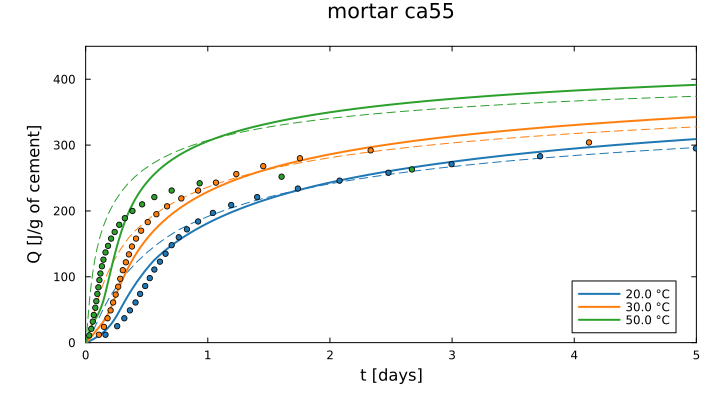 mortar ca55
Q [J/g of cement]
400
300
200
100
0
0 1 2 3 4 5
t [days]
20.0 °C
30.0 °C
50.0 °C